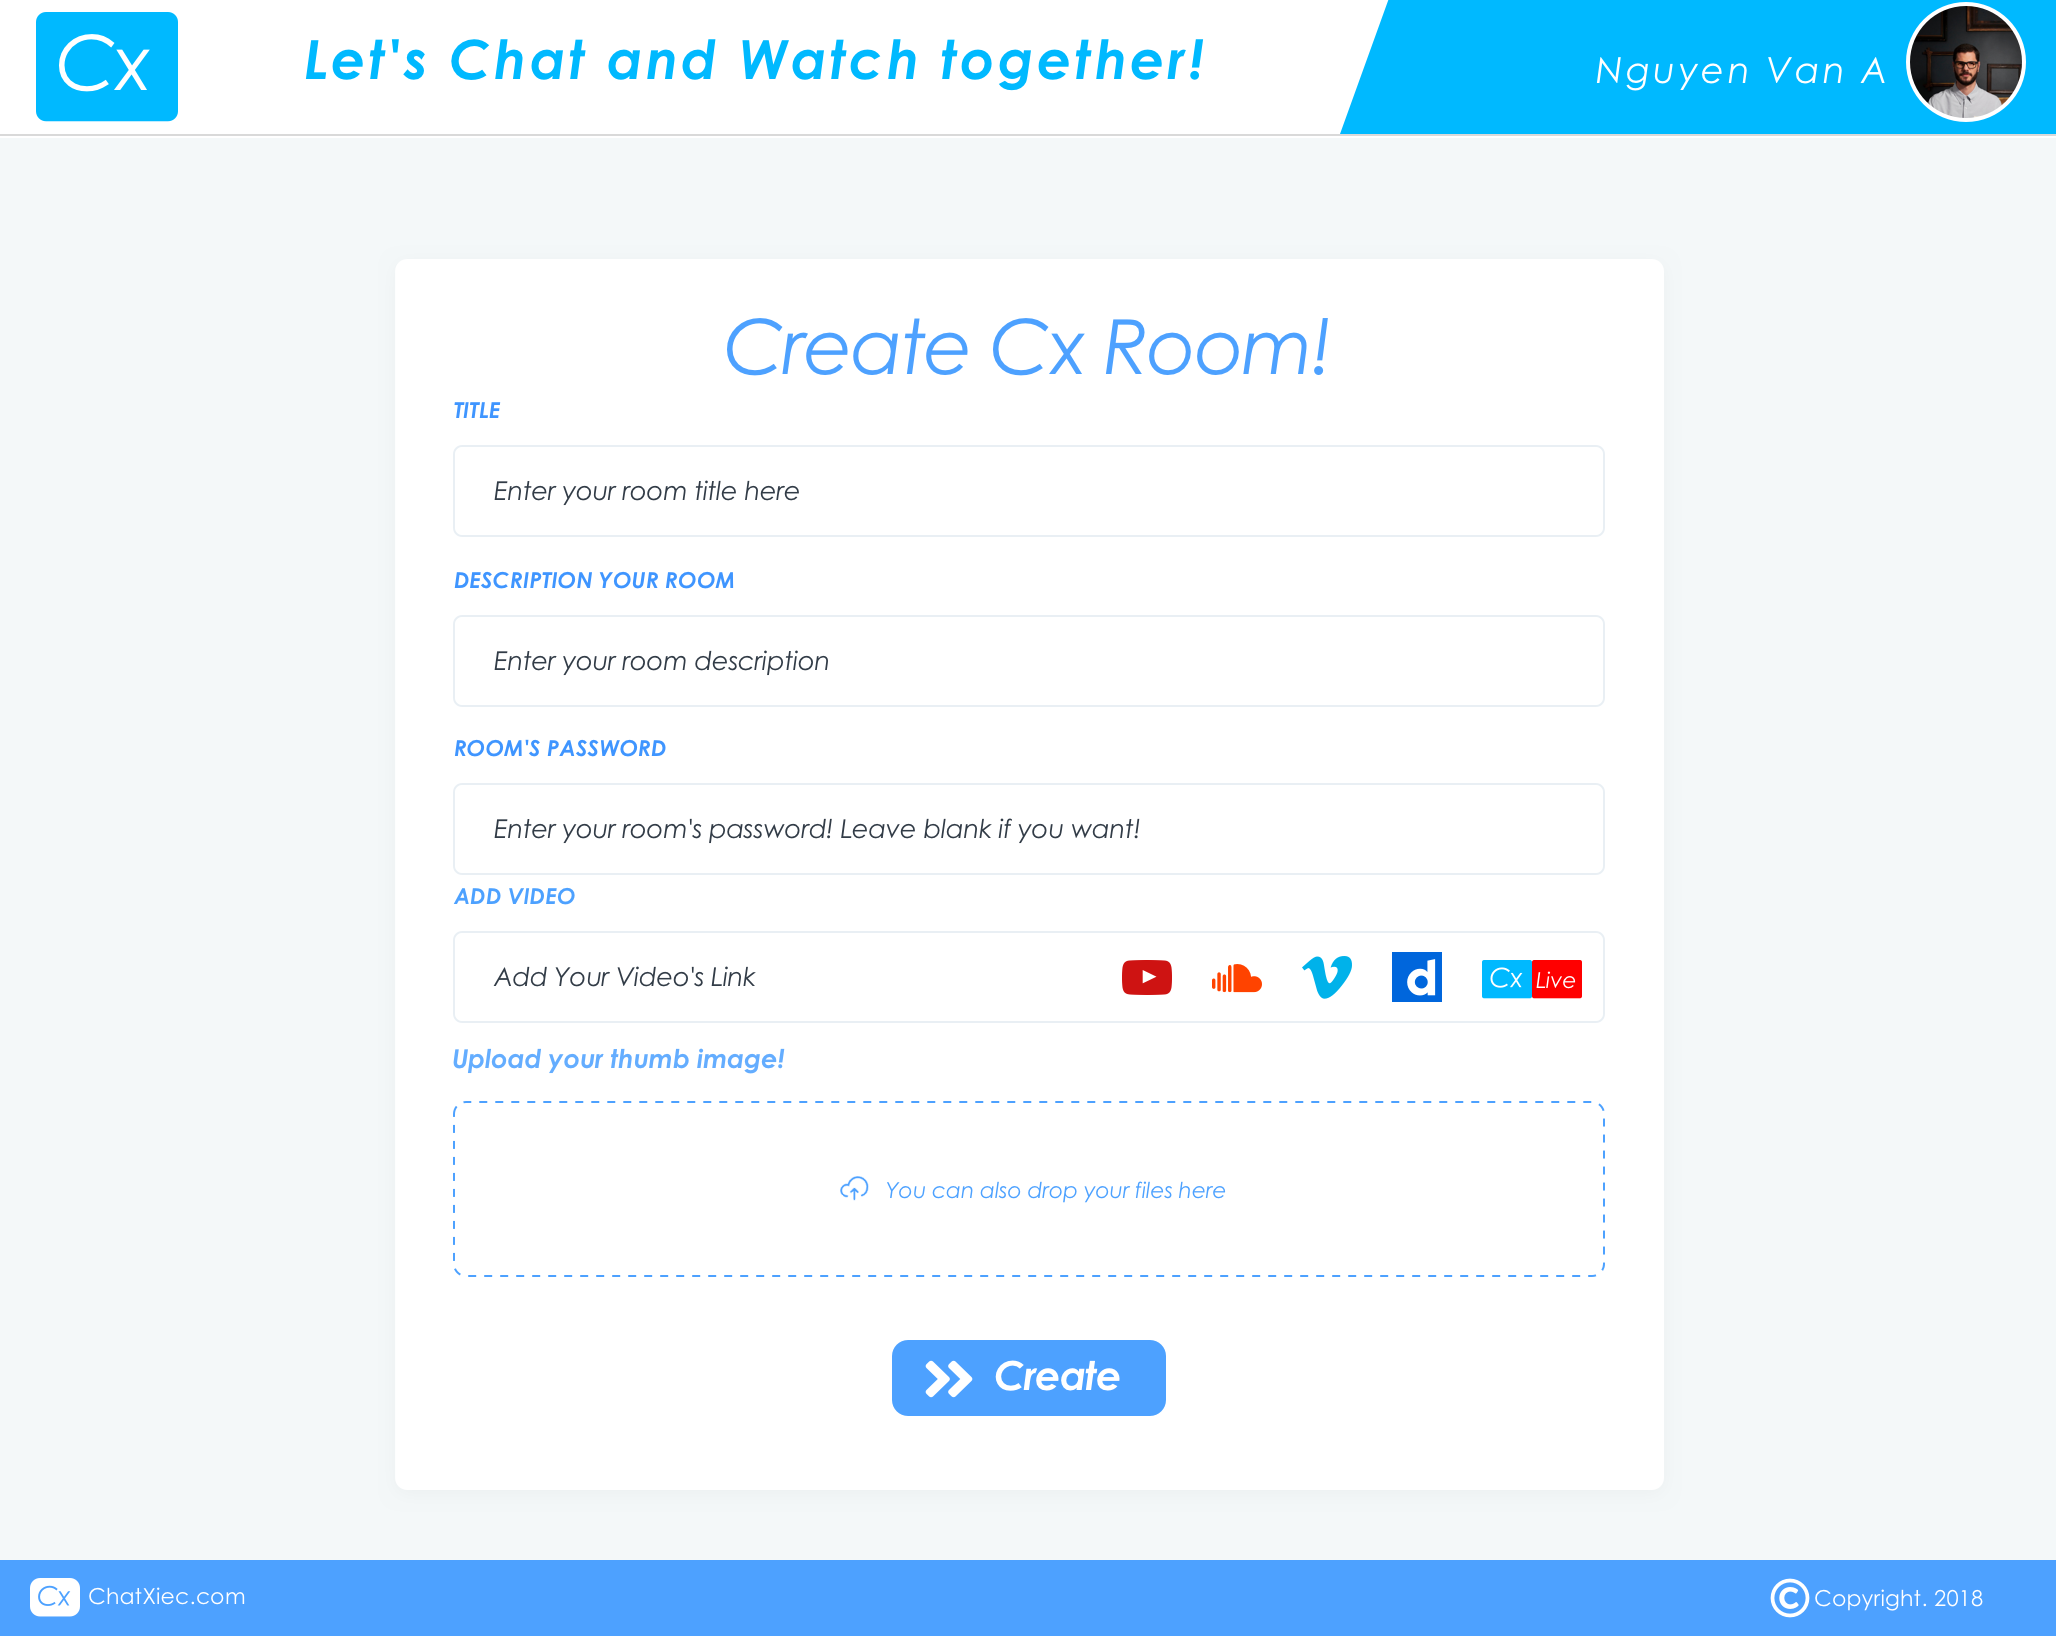 Cx
Let's Chat and Watch together!
Nguyen Van A
Create Cx Room!
TITLE
Enter your room title here
DESCRIPTION YOUR ROOM
Enter your room description
ROOM'S PASSWORD
Enter your room's password! Leave blank if you want!
ADD VIDEO
Add Your Video's Link
d
Cx Live
Upload your thumb image!
You can also drop your files here
Create
Cx ChatXiec.com
© Copyright. 2018